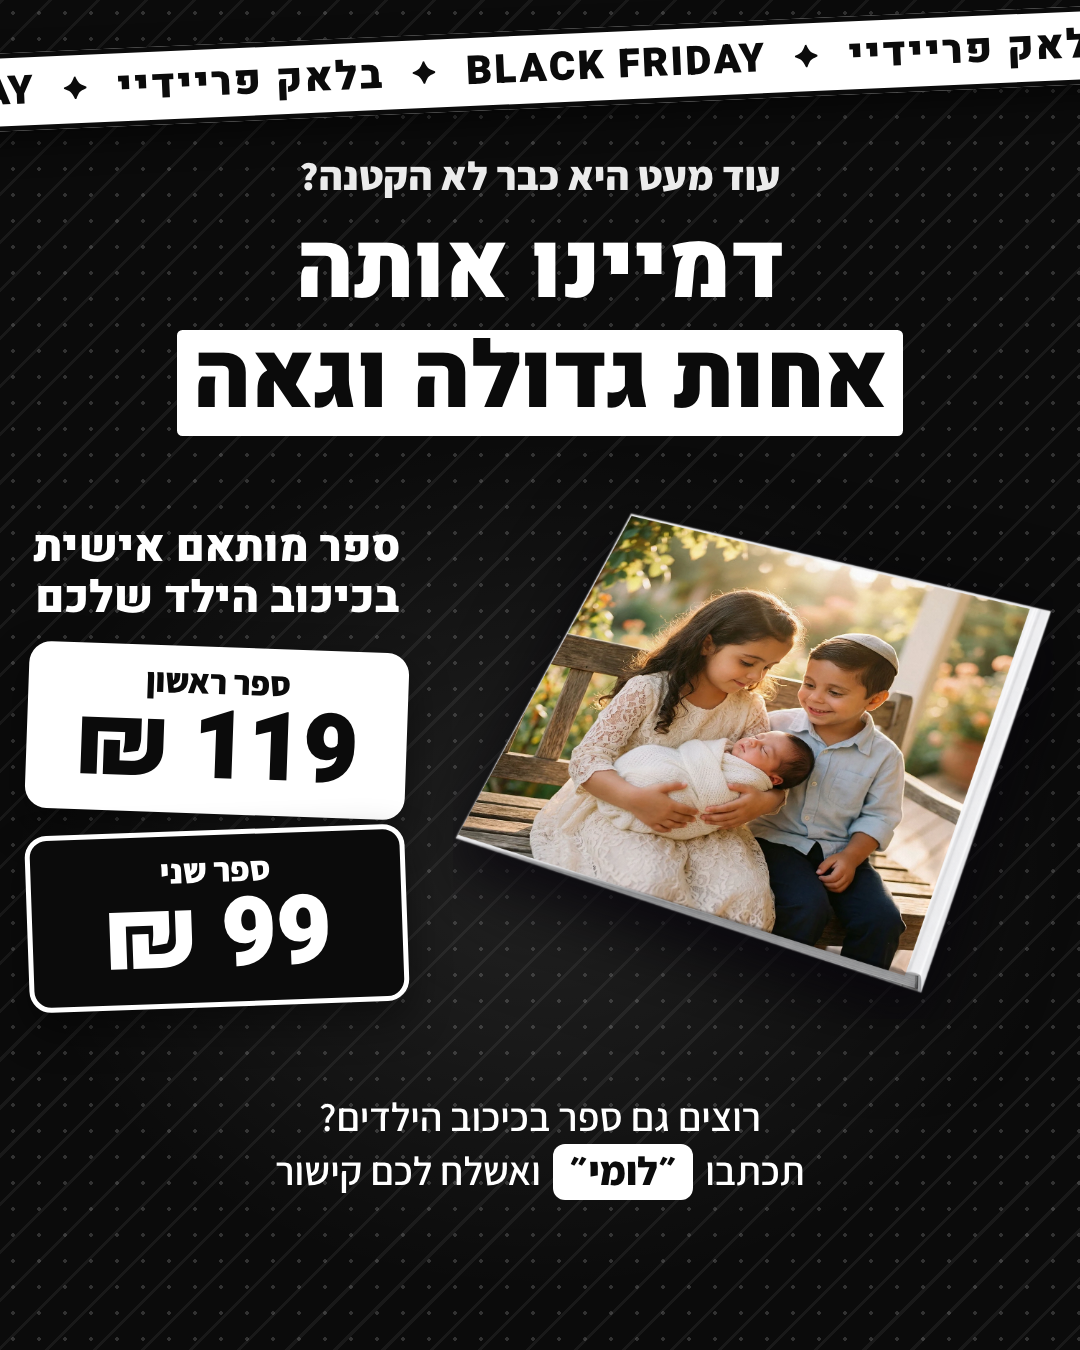 בלאק פריידיי ✦ BLACK FRIDAY ✦ בלאק פריידיי ✦ AY
עוד מעט היא כבר לא הקטנה?
דמיינו אותה
אחות גדולה וגאה
ספר מותאם אישית
בכיכוב הילד שלכם
ספר ראשון
119 ₪
ספר שני
99 ₪
רוצים גם ספר בכיכוב הילדים?
תכתבו ״לומי״ ואשלח לכם קישור